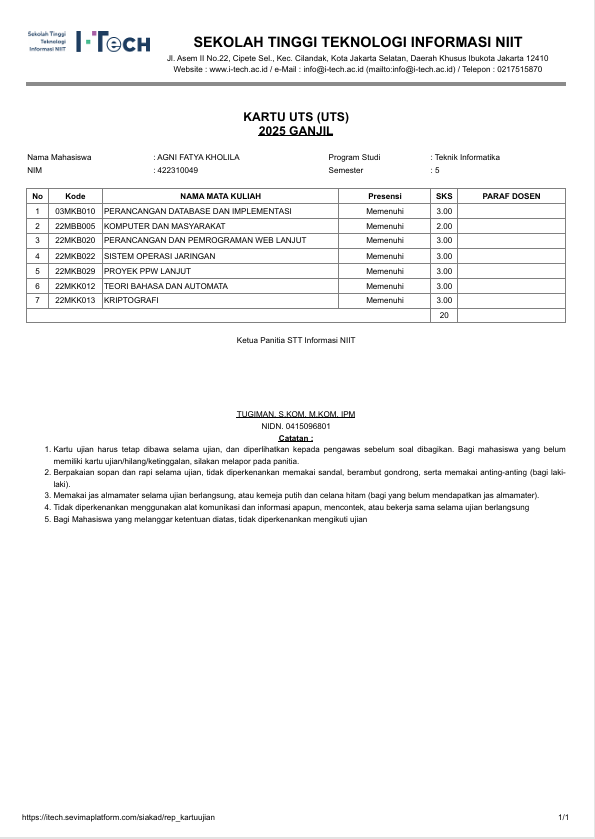 Sekolah Tinggi
Teknologi
Informasi NIIT
I-TECH
SEKOLAH TINGGI TEKNOLOGI INFORMASI NIIT
Jl. Asem II No.22, Cipete Sel., Kec. Cilandak, Kota Jakarta Selatan, Daerah Khusus Ibukota Jakarta 12410
Website : www.i-tech.ac.id / e-Mail : info@i-tech.ac.id (mailto:info@i-tech.ac.id) / Telepon : 0217515870
KARTU UTS (UTS)
2025 GANJIL
Nama Mahasiswa : AGNI FATYA KHOLILA Program Studi : Teknik Informatika
NIM : 422310049 Semester : 5
No Kode NAMA MATA KULIAH Presensi SKS PARAF DOSEN
1 03MKB010 PERANCANGAN DATABASE DAN IMPLEMENTASI Memenuhi 3.00
2 22MBB005 KOMPUTER DAN MASYARAKAT Memenuhi 2.00
3 22MKB020 PERANCANGAN DAN PEMROGRAMAN WEB LANJUT Memenuhi 3.00
4 22MKB022 SISTEM OPERASI JARINGAN Memenuhi 3.00
5 22MKB029 PROYEK PPW LANJUT Memenuhi 3.00
6 22MKK012 TEORI BAHASA DAN AUTOMATA Memenuhi 3.00
7 22MKK013 KRIPTOGRAFI Memenuhi 3.00
20
Ketua Panitia STT Informasi NIIT
TUGIMAN, S.KOM, M.KOM, IPM
NIDN. 0415096801
Catatan :
1. Kartu ujian harus tetap dibawa selama ujian, dan diperlihatkan kepada pengawas sebelum soal dibagikan. Bagi mahasiswa yang belum
memiliki kartu ujian/hilang/ketinggalan, silakan melapor pada panitia.
2. Berpakaian sopan dan rapi selama ujian, tidak diperkenankan memakai sandal, berambut gondrong, serta memakai anting-anting (bagi laki-
laki).
3. Memakai jas almamater selama ujian berlangsung, atau kemeja putih dan celana hitam (bagi yang belum mendapatkan jas almamater).
4. Tidak diperkenankan menggunakan alat komunikasi dan informasi apapun, mencontek, atau bekerja sama selama ujian berlangsung
5. Bagi Mahasiswa yang melanggar ketentuan diatas, tidak diperkenankan mengikuti ujian
https://itech.sevimaplatform.com/siakad/rep_kartuujian 1/1